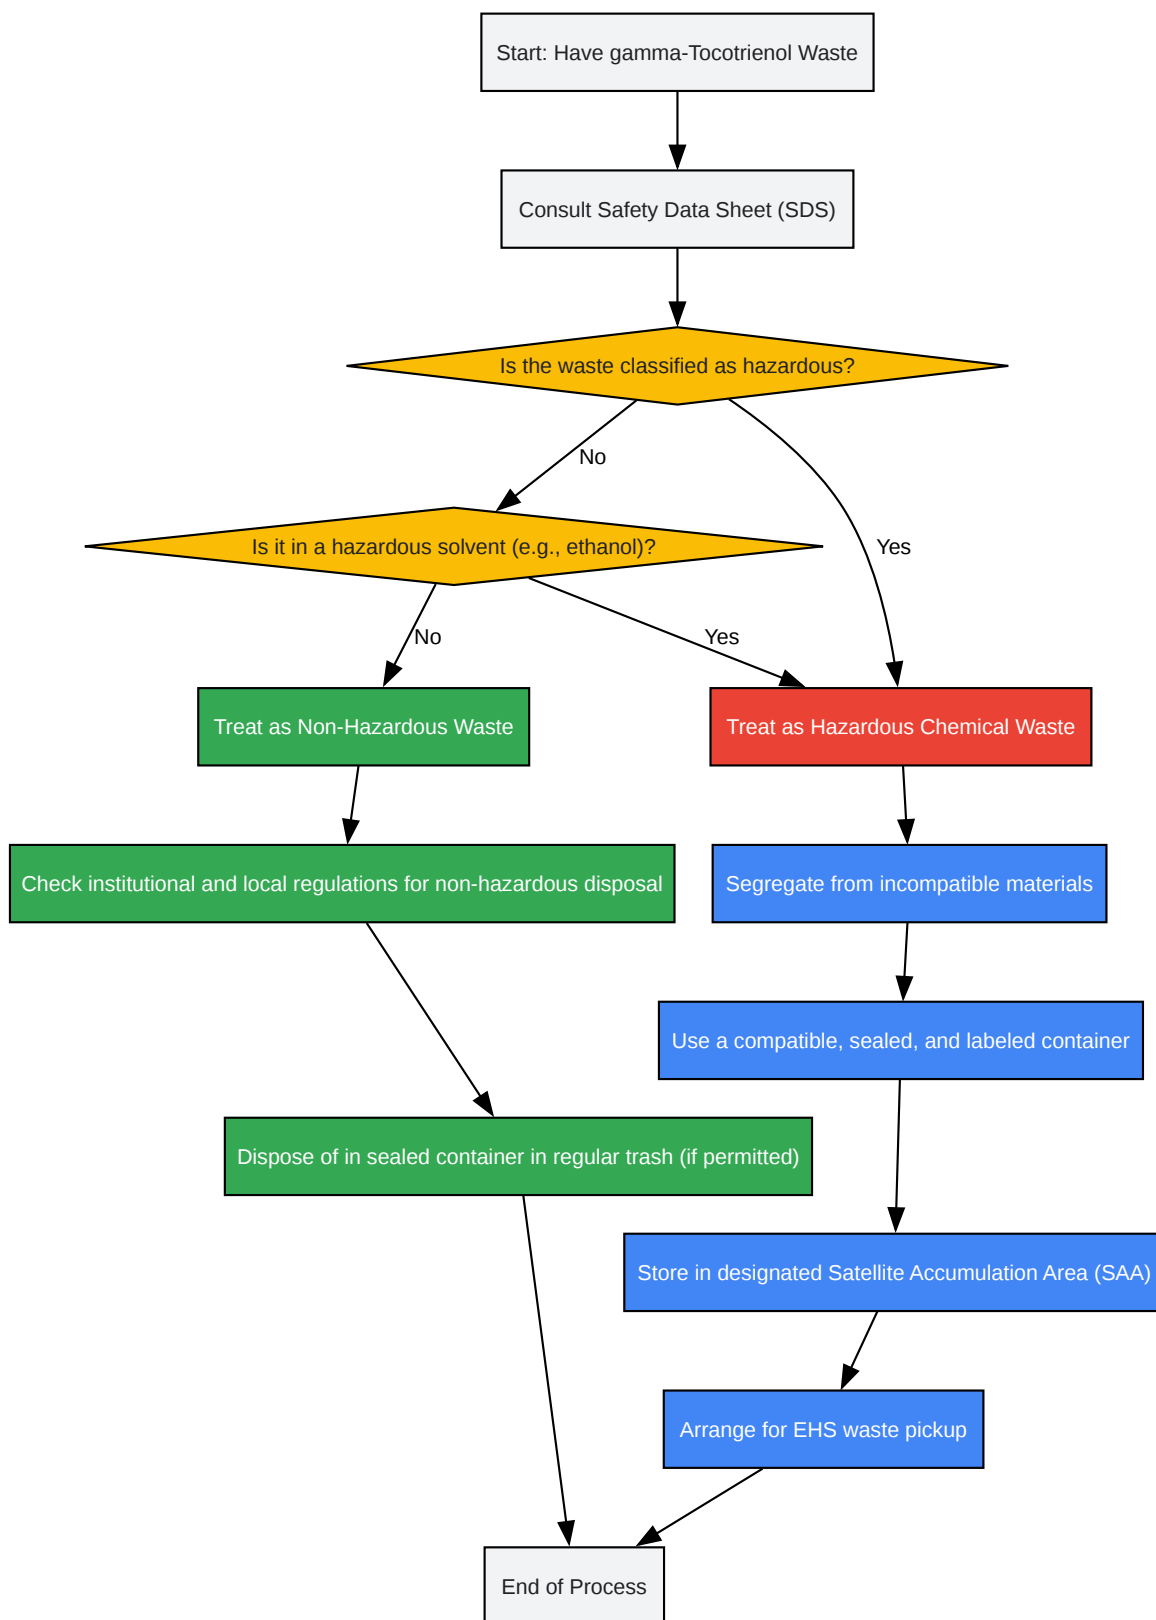 Start: Have gamma-Tocotrienol Waste
Consult Safety Data Sheet (SDS)
Is the waste classified as hazardous?
No
Yes
Is it in a hazardous solvent (e.g., ethanol)?
No
Yes
Treat as Non-Hazardous Waste
Treat as Hazardous Chemical Waste
Check institutional and local regulations for non-hazardous disposal
Segregate from incompatible materials
Use a compatible, sealed, and labeled container
Dispose of in sealed container in regular trash (if permitted)
Store in designated Satellite Accumulation Area (SAA)
Arrange for EHS waste pickup
End of Process